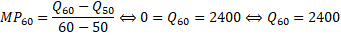 MP₆₀ = (Q₆₀ − Q₅₀) / (60 − 50) ⇔ 0 = Q₆₀ = 2400 ⇔ Q₆₀ = 2400